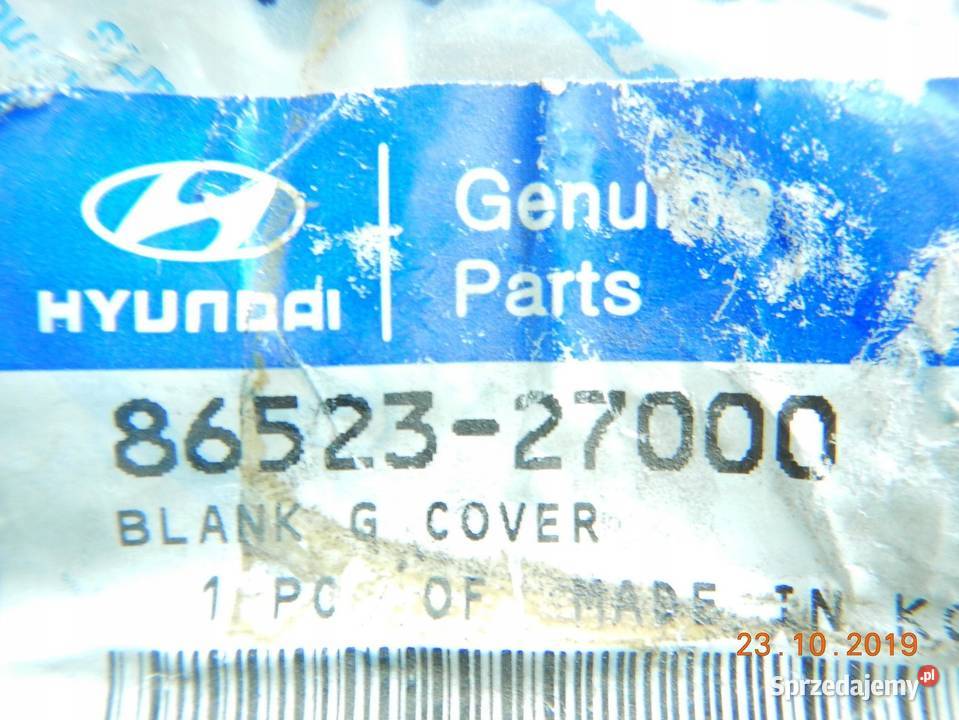 HYUNDAI
Genuine
Parts
86523-27000
BLANK G COVER
1 PC OF MADE IN
23.10.2019
Sprzedajemy.pl